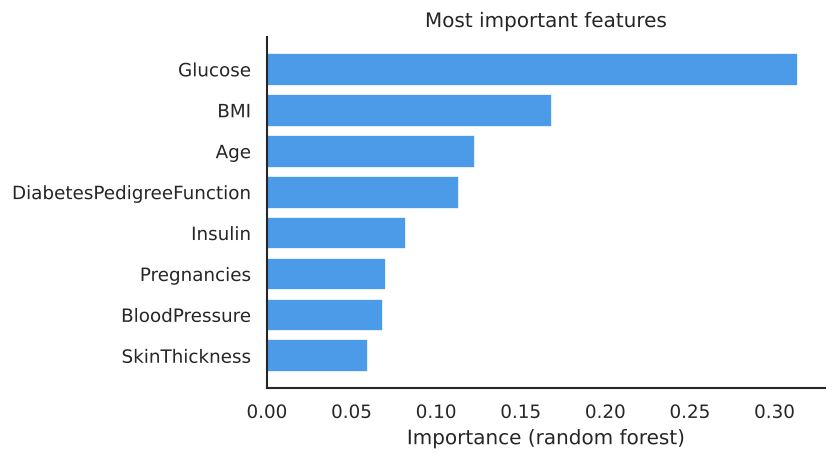 Most important features
Glucose
BMI
Age
DiabetesPedigreeFunction
Insulin
Pregnancies
BloodPressure
SkinThickness
0.00 0.05 0.10 0.15 0.20 0.25 0.30
Importance (random forest)